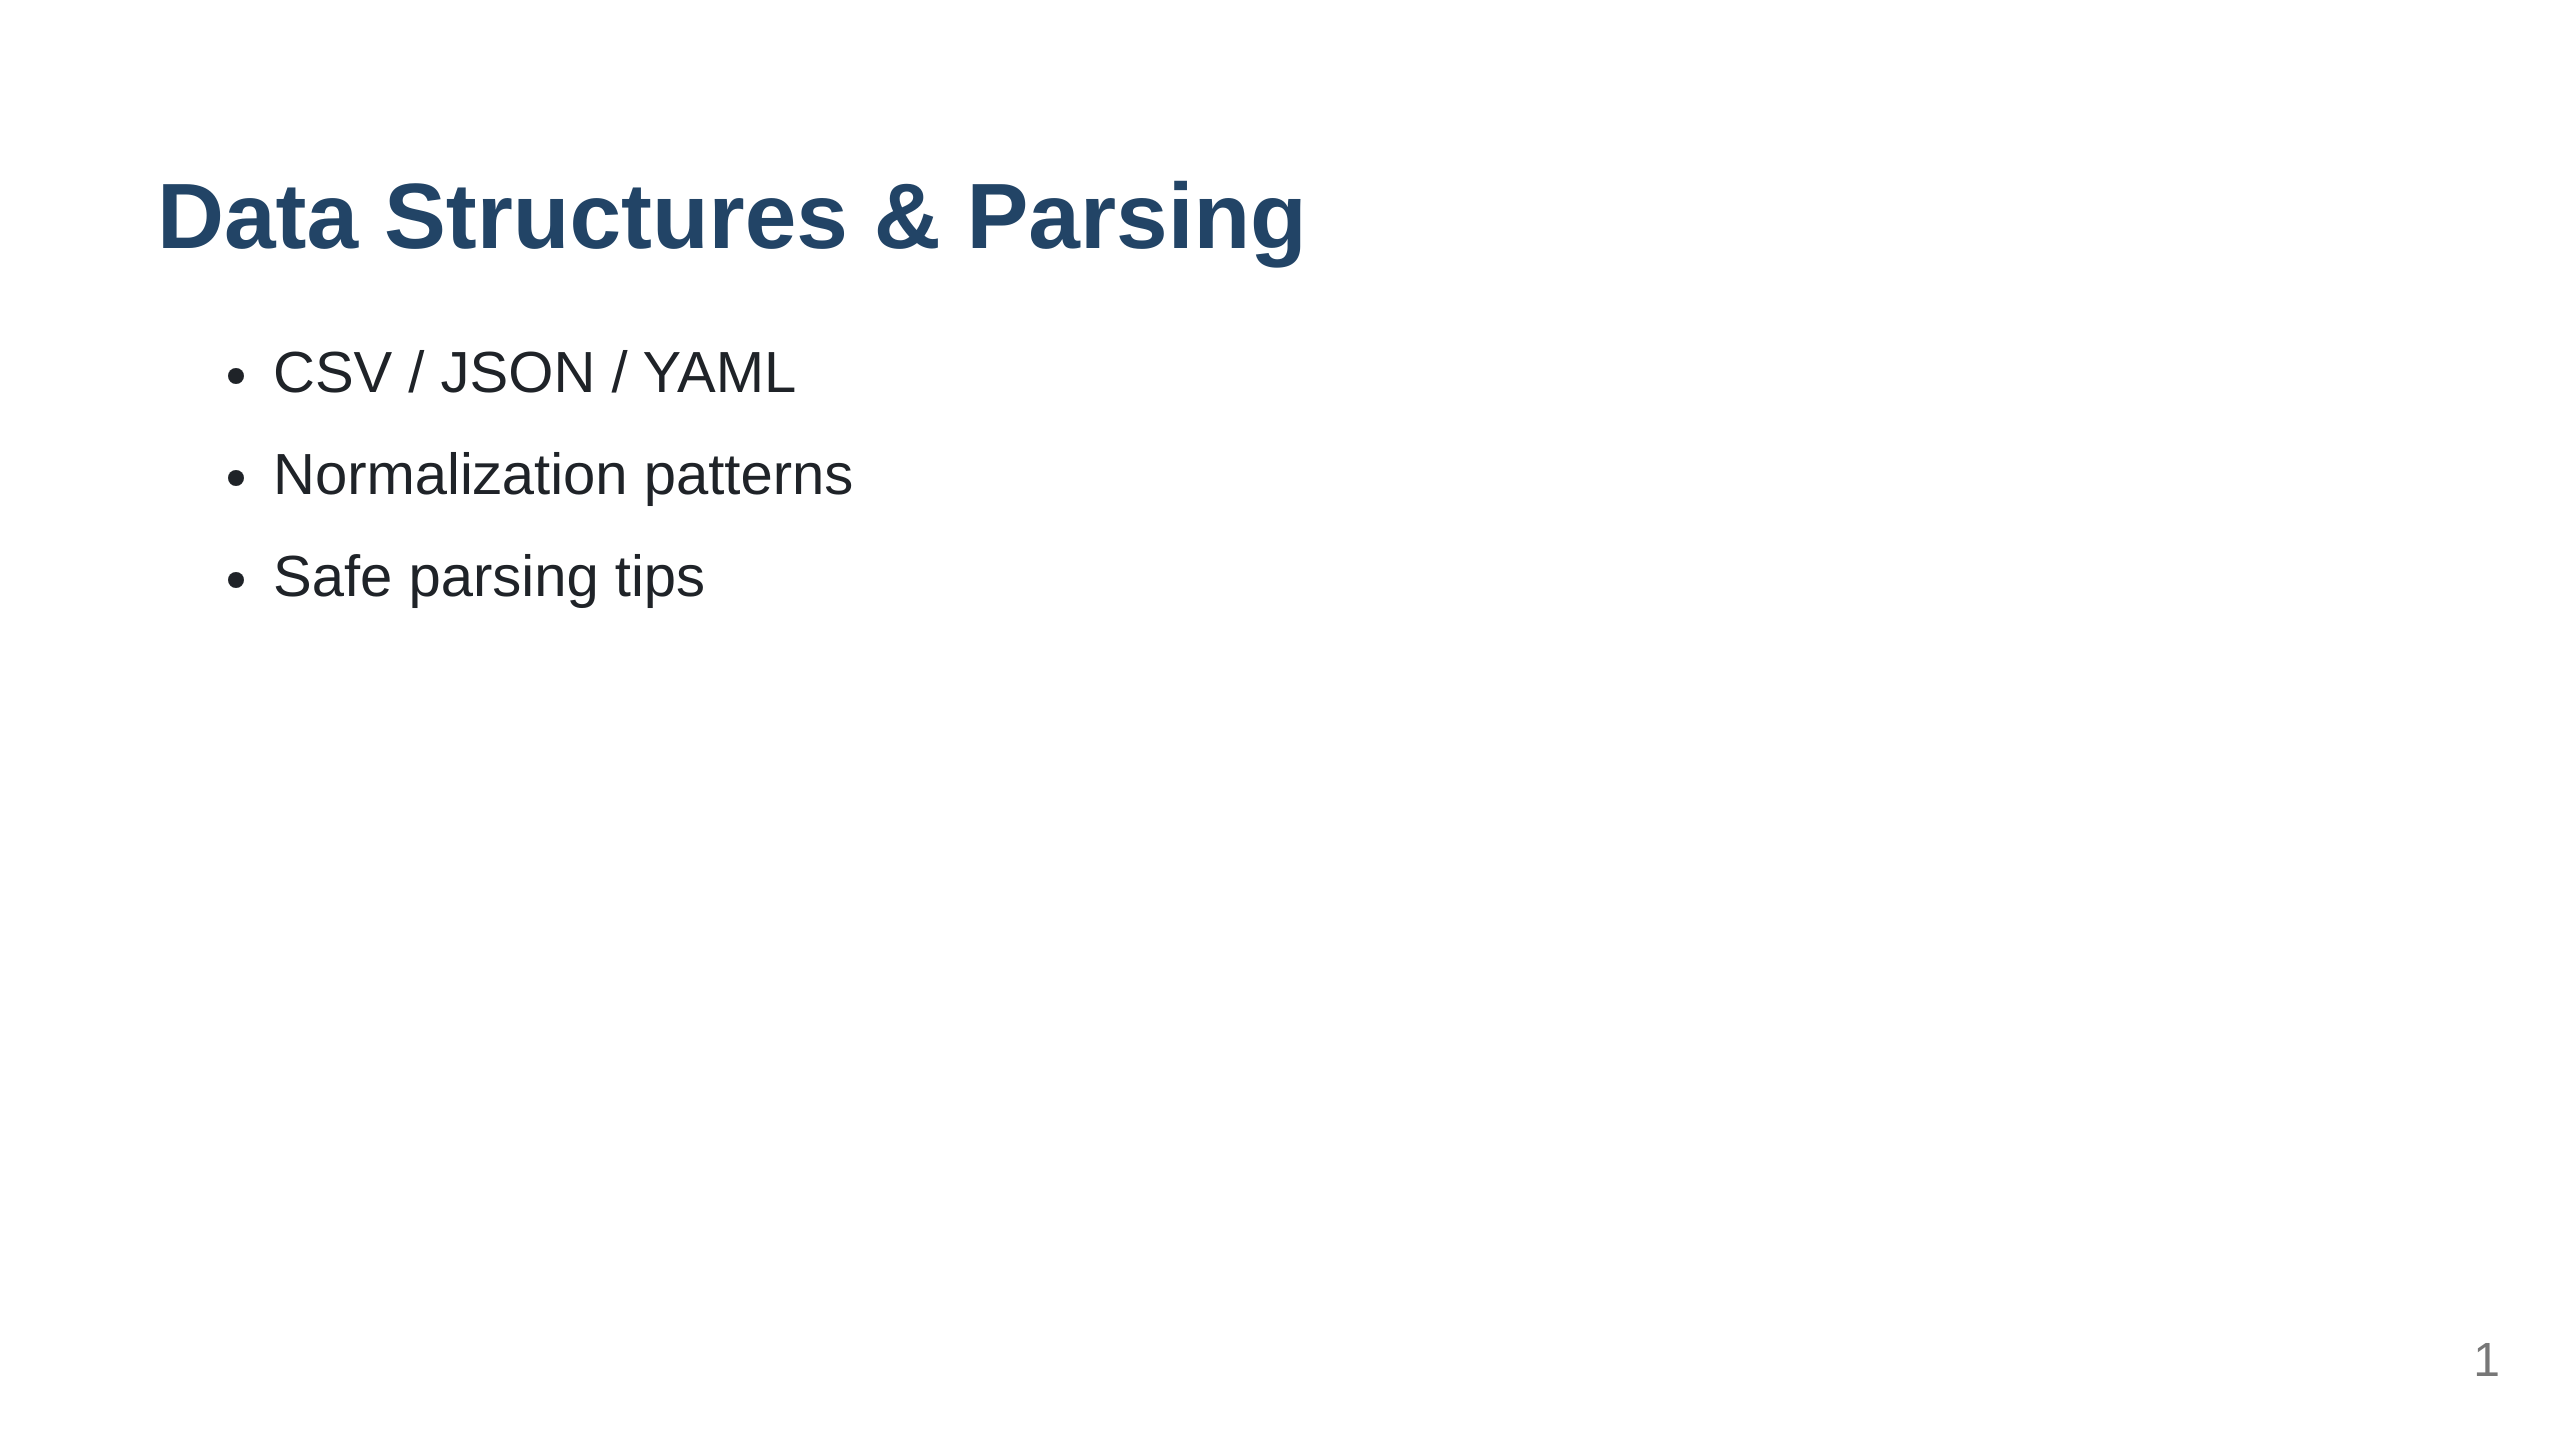 Data Structures & Parsing
• CSV / JSON / YAML
• Normalization patterns
• Safe parsing tips
1